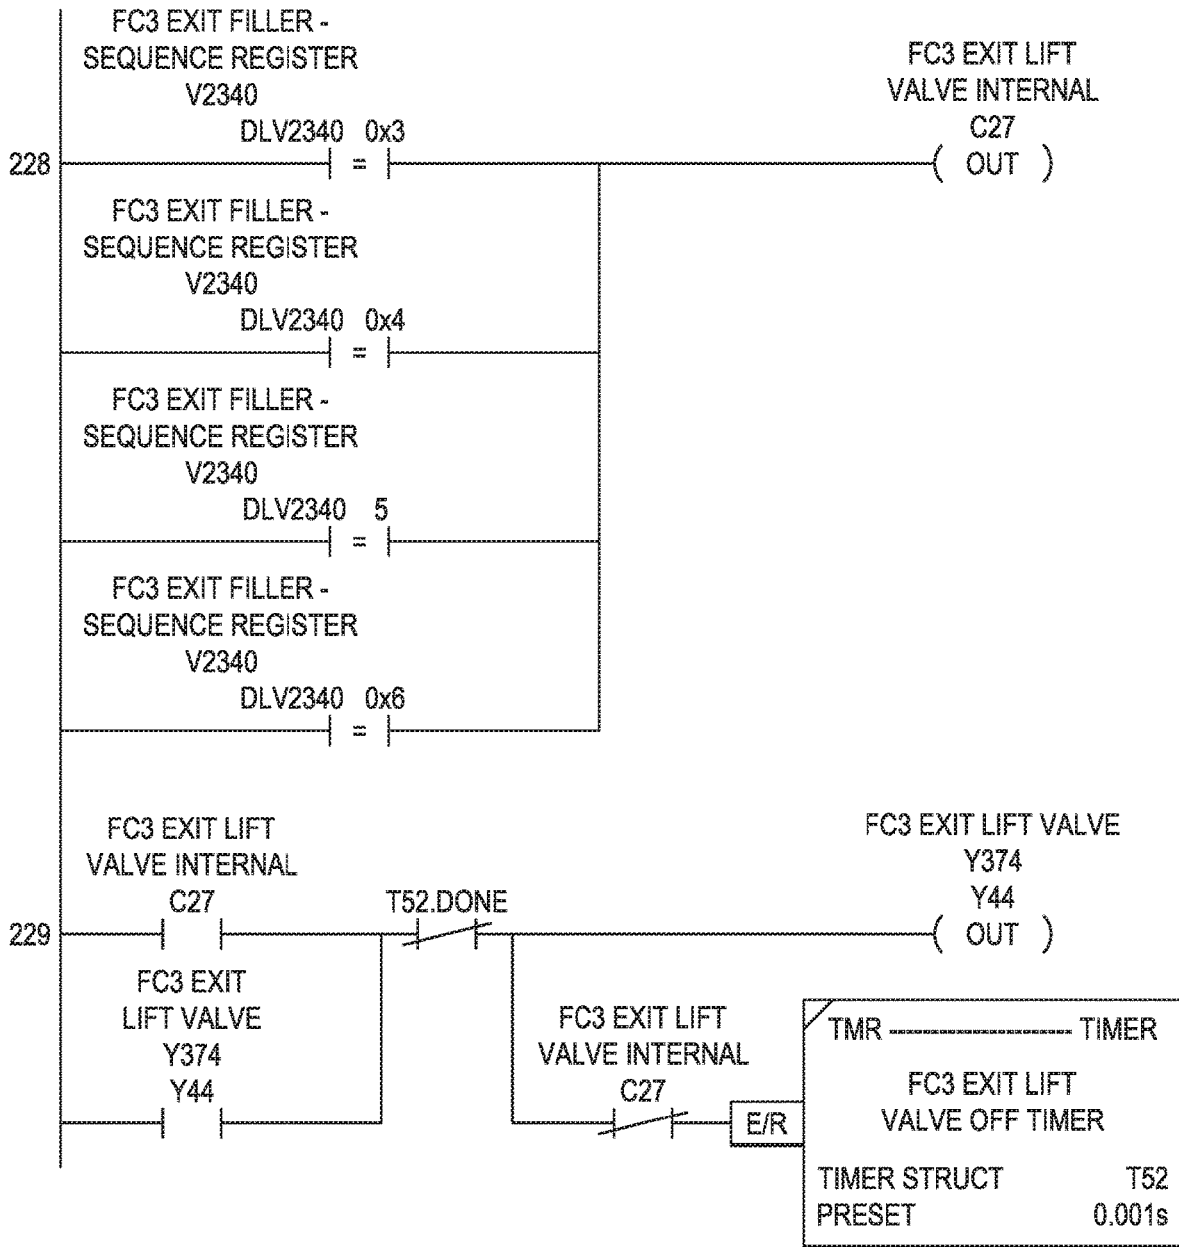 FC3 EXIT FILLER -
SEQUENCE REGISTER
V2340
DLV2340 0x3
=
228
FC3 EXIT LIFT
VALVE INTERNAL
C27
( OUT )
FC3 EXIT FILLER -
SEQUENCE REGISTER
V2340
DLV2340 0x4
=
FC3 EXIT FILLER -
SEQUENCE REGISTER
V2340
DLV2340 5
=
FC3 EXIT FILLER -
SEQUENCE REGISTER
V2340
DLV2340 0x6
=
229
FC3 EXIT LIFT
VALVE INTERNAL
C27
T52.DONE
FC3 EXIT LIFT VALVE
Y374
Y44
( OUT )
FC3 EXIT
LIFT VALVE
Y374
Y44
FC3 EXIT LIFT
VALVE INTERNAL
C27
E/R
TMR ---------------------- TIMER
FC3 EXIT LIFT
VALVE OFF TIMER
TIMER STRUCT T52
PRESET 0.001s